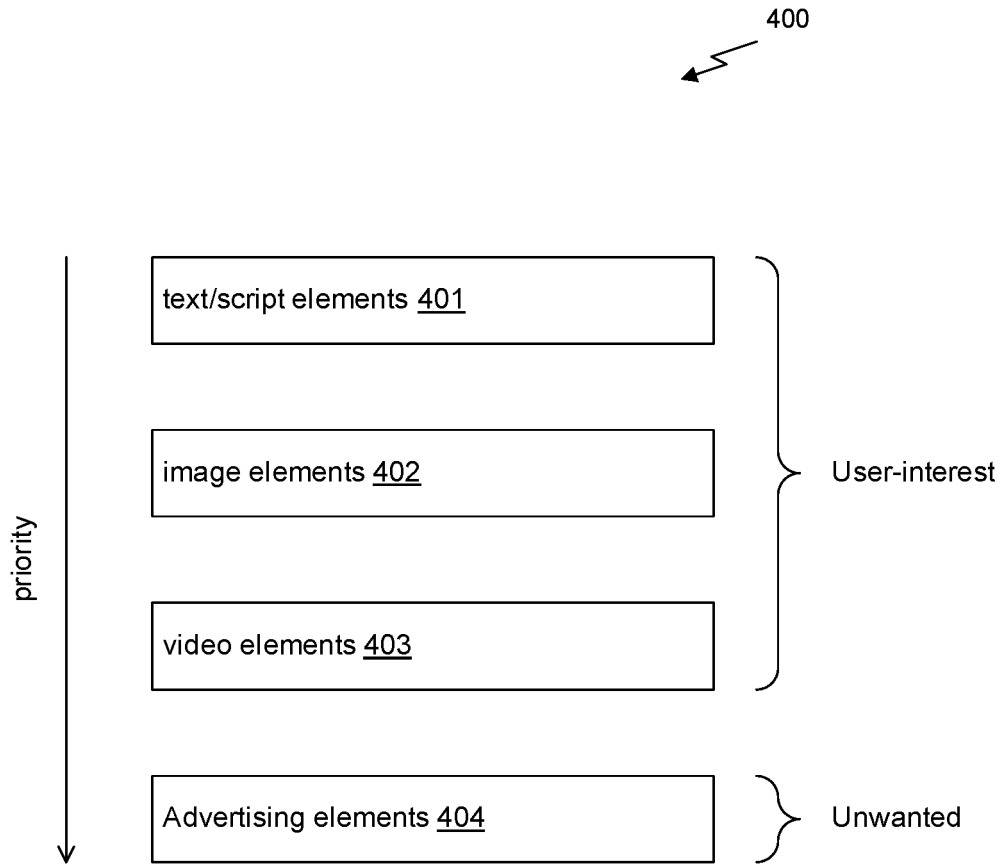 400
text/script elements 401
image elements 402
User-interest
priority
video elements 403
Advertising elements 404
Unwanted